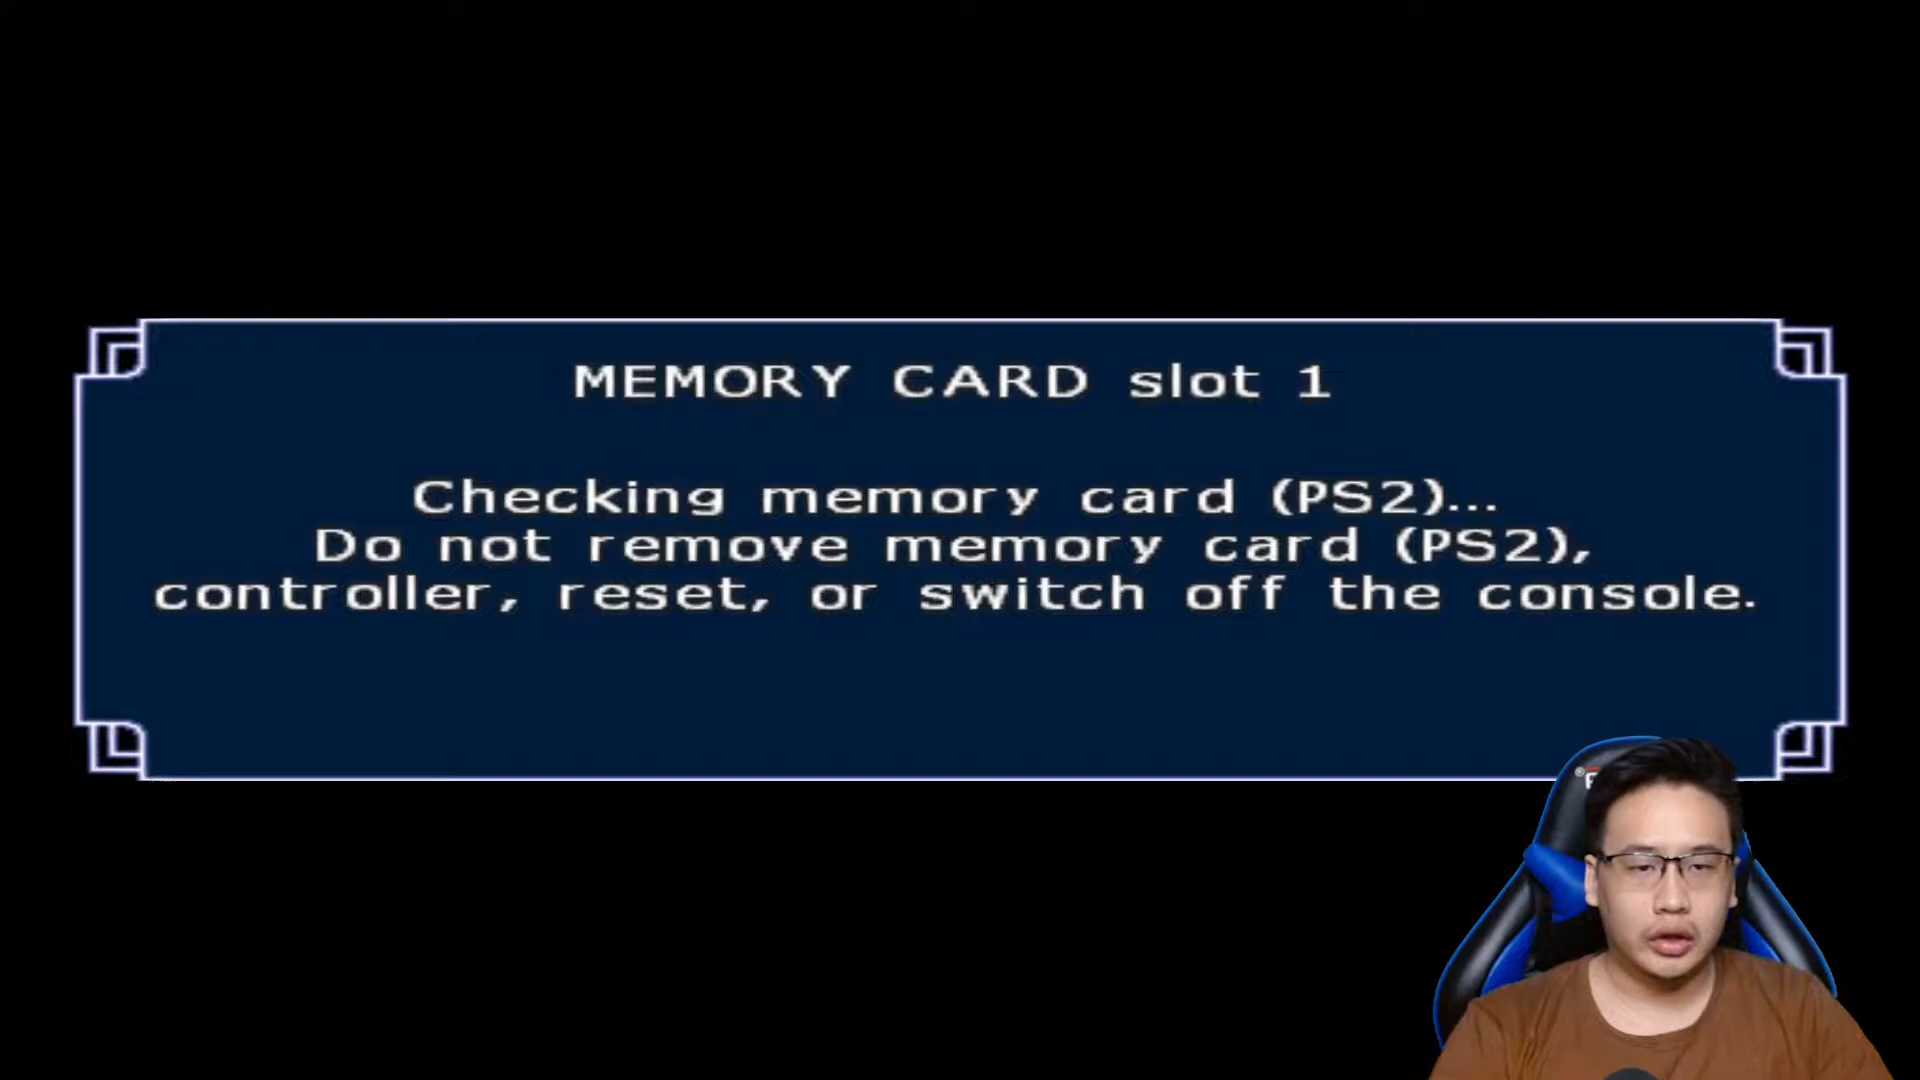 MEMORY CARD slot 1
Checking memory card (PS2)...
Do not remove memory card (PS2),
controller, reset, or switch off the console.